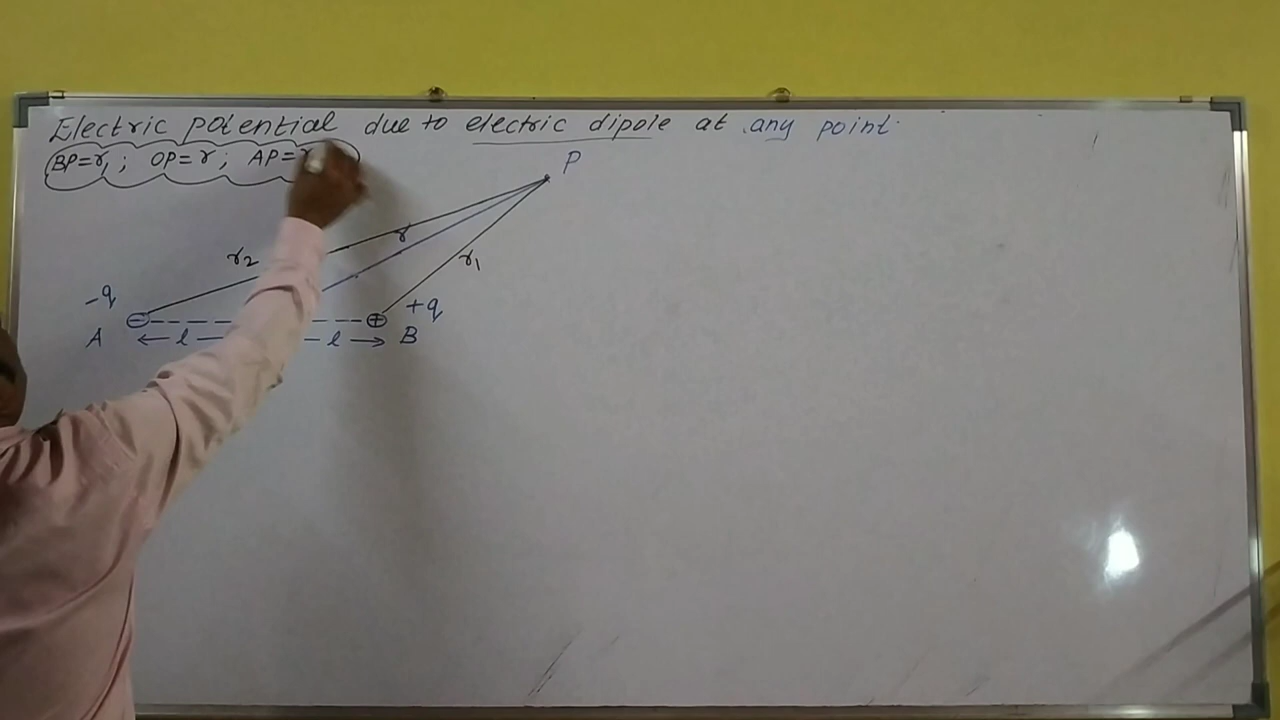 Electric potential due to electric dipole at any point.
BP=r₁ ; OP=r ; AP=r
P
r
r₂
r₁
-q
+q
A
l
l
B